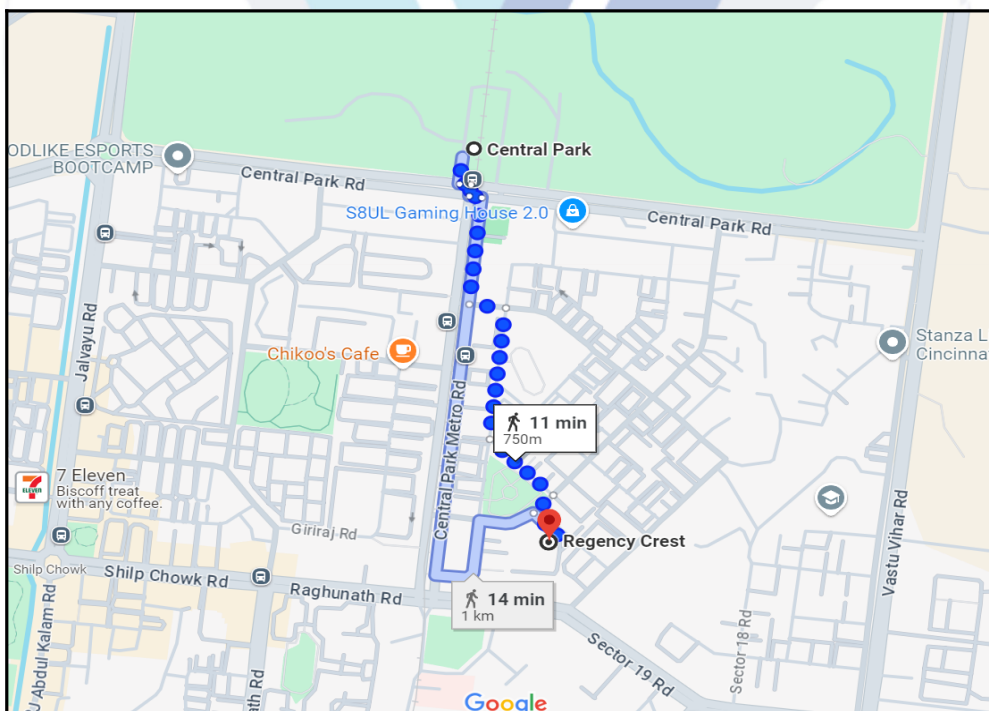 ODLIKE ESPORTS
BOOTCAMP
Central Park
Central Park Rd
S8UL Gaming House 2.0
Central Park Rd
Jalvayu Rd
Chikoo's Cafe
Stanza L
Cincinna
Central Park Metro Rd
11 min
750m
7 Eleven
Biscoff treat
with any coffee.
ELEVEN
Giriraj Rd
Regency Crest
Vastu Vihar Rd
Shilp Chowk
Shilp Chowk Rd
Raghunath Rd
14 min
1 km
U Abdul Kalam Rd
ath Rd
Sector 19 Rd
Sector 18 Rd
Google